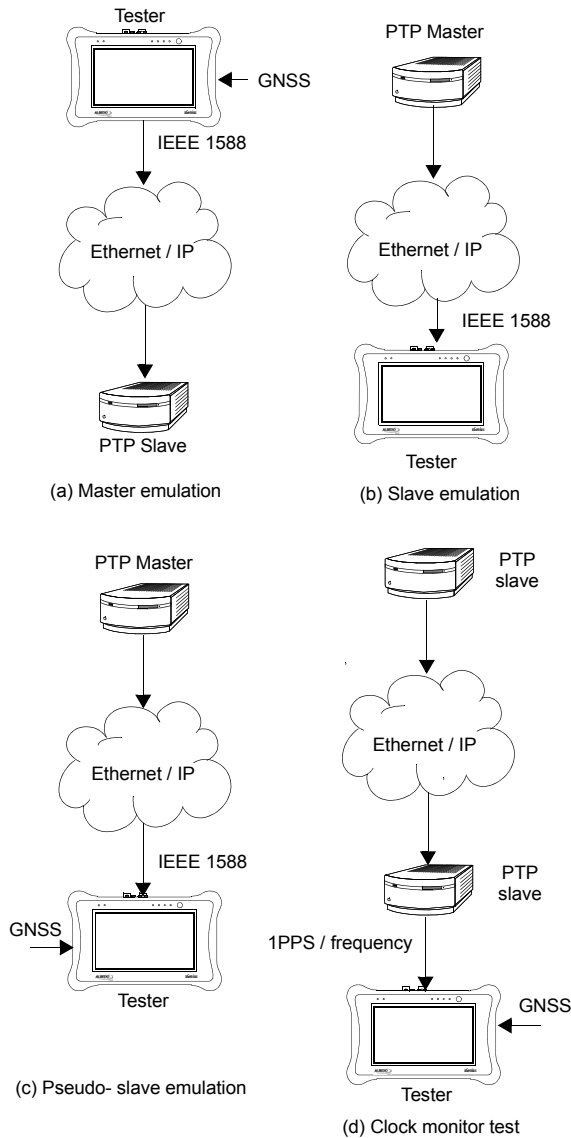 Tester
GNSS
IEEE 1588
Ethernet / IP
PTP Slave
(a) Master emulation
PTP Master
Ethernet / IP
IEEE 1588
Tester
(b) Slave emulation
PTP Master
Ethernet / IP
IEEE 1588
GNSS
Tester
(c) Pseudo- slave emulation
PTP
slave
Ethernet / IP
PTP
slave
1PPS / frequency
GNSS
Tester
(d) Clock monitor test